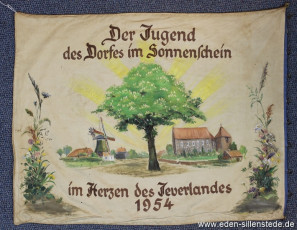 Der Jugend
des Dorfes im Sonnenschein
im Herzen des Jeverlandes
1954
www.eden-sillenstede.de